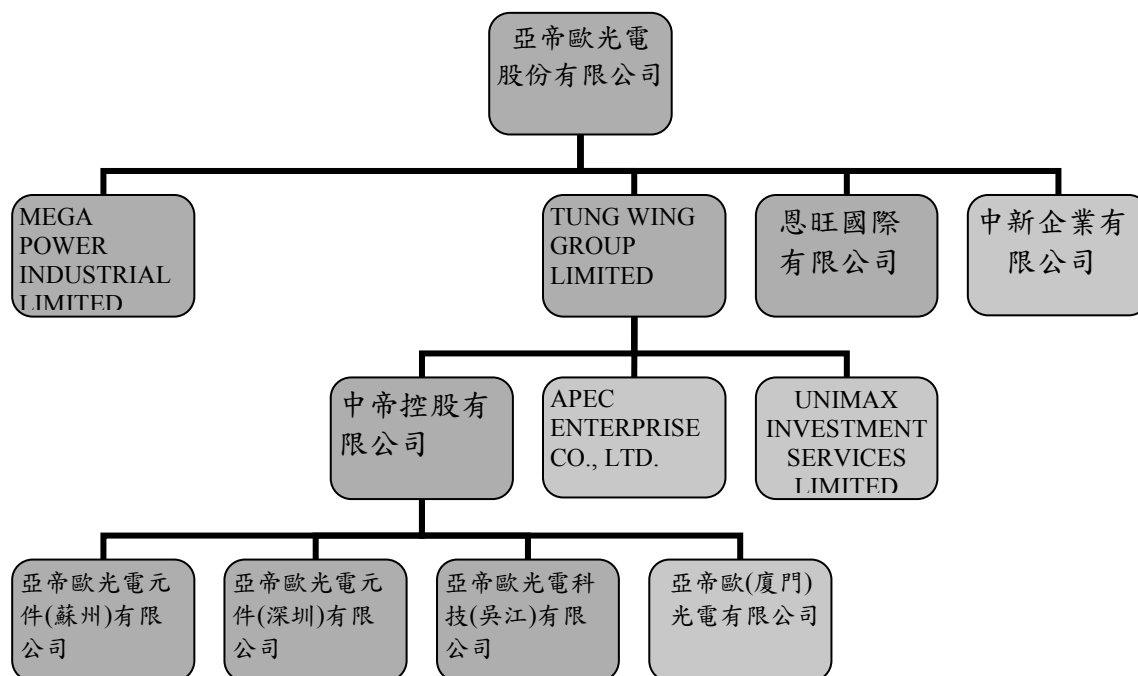 亞帝歐光電
股份有限公司
MEGA
POWER
INDUSTRIAL
LIMITED
TUNG WING
GROUP
LIMITED
恩旺國際
有限公司
中新企業有
限公司
中帝控股有
限公司
APEC
ENTERPRISE
CO., LTD.
UNIMAX
INVESTMENT
SERVICES
LIMITED
亞帝歐光電元
件(蘇州)有限
公司
亞帝歐光電元
件(深圳)有限
公司
亞帝歐光電科
技(吳江)有限
公司
亞帝歐(廈門)
光電有限公司